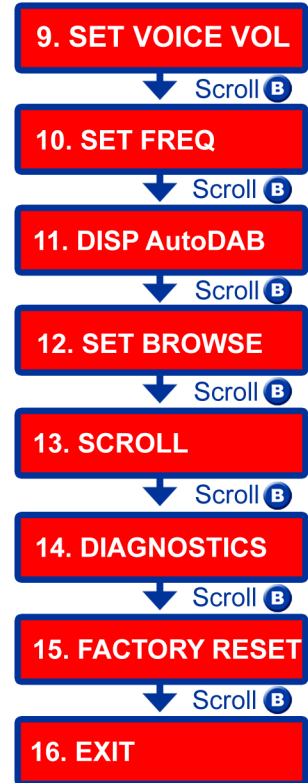 9. SET VOICE VOL
Scroll B
10. SET FREQ
Scroll B
11. DISP AutoDAB
Scroll B
12. SET BROWSE
Scroll B
13. SCROLL
Scroll B
14. DIAGNOSTICS
Scroll B
15. FACTORY RESET
Scroll B
16. EXIT